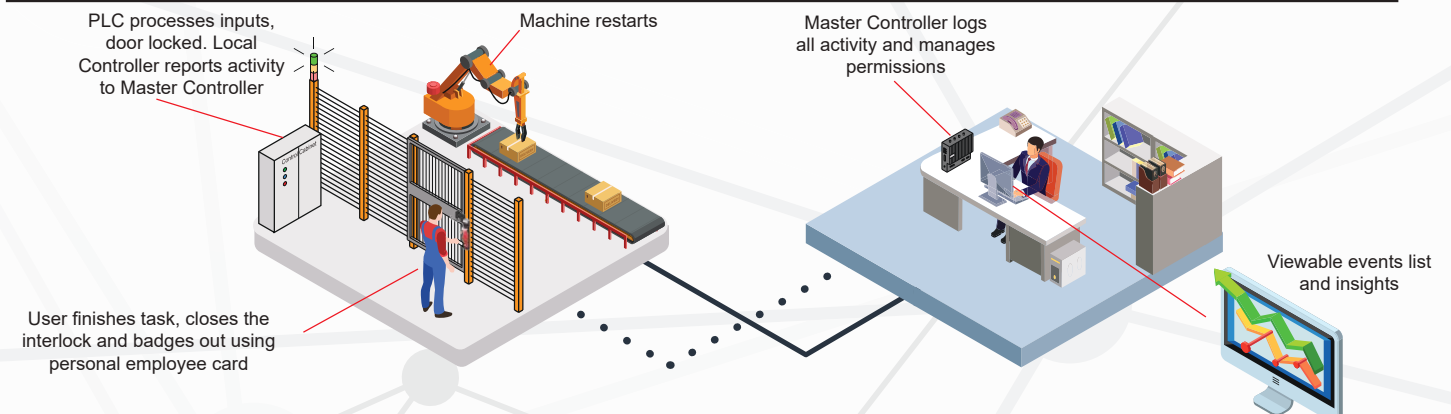 PLC processes inputs,
door locked. Local
Controller reports activity
to Master Controller
Machine restarts
Master Controller logs
all activity and manages
permissions
Control Cabinet
Viewable events list
and insights
User finishes task, closes the
interlock and badges out using
personal employee card